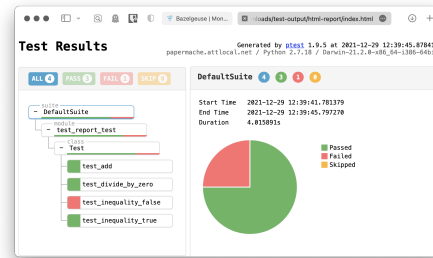 Bazelgeuse | Mon...
nloads/test-output/html-report/index.html
Test Results
Generated by ptest 1.9.5 at 2021-12-29 12:39:45.87841
papermache.attlocal.net / Python 2.7.18 / Darwin-21.2.0-x86_64-i386-64bi
ALL 4 PASS 3 FAIL 1 SKIP 0
DefaultSuite 4 3 1 0
suite
DefaultSuite
module
test_report_test
class
Test
test_add
test_divide_by_zero
test_inequality_false
test_inequality_true
Start Time 2021-12-29 12:39:41.781379
End Time 2021-12-29 12:39:45.797270
Duration 4.015891s
Passed
Failed
Skipped